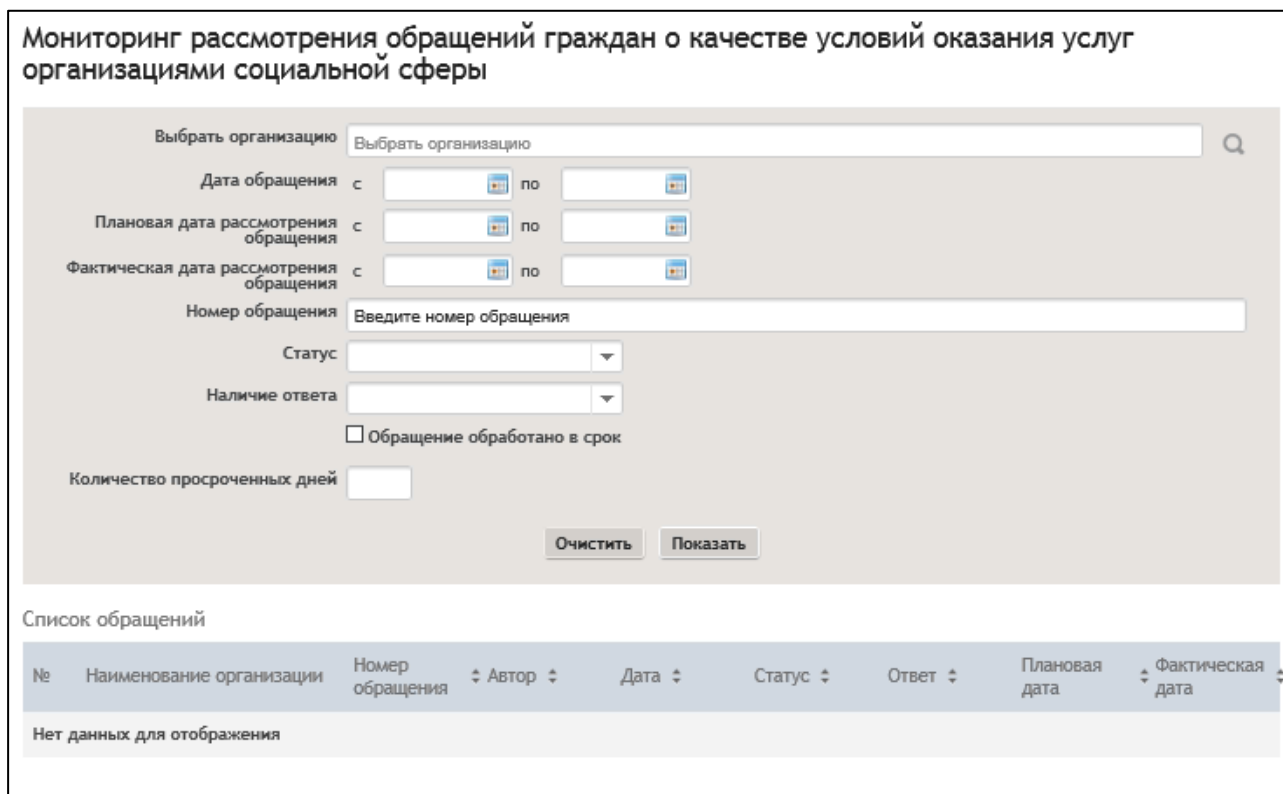 Мониторинг рассмотрения обращений граждан о качестве условий оказания услуг
организациями социальной сферы
Выбрать организацию Выбрать организацию
Дата обращения с по
Плановая дата рассмотрения
обращения с по
Фактическая дата рассмотрения
обращения с по
Номер обращения Введите номер обращения
Статус
Наличие ответа
Обращение обработано в срок
Количество просроченных дней
Очистить Показать
Список обращений
№ Наименование организации Номер обращения Автор Дата Статус Ответ Плановая дата Фактическая дата
Нет данных для отображения